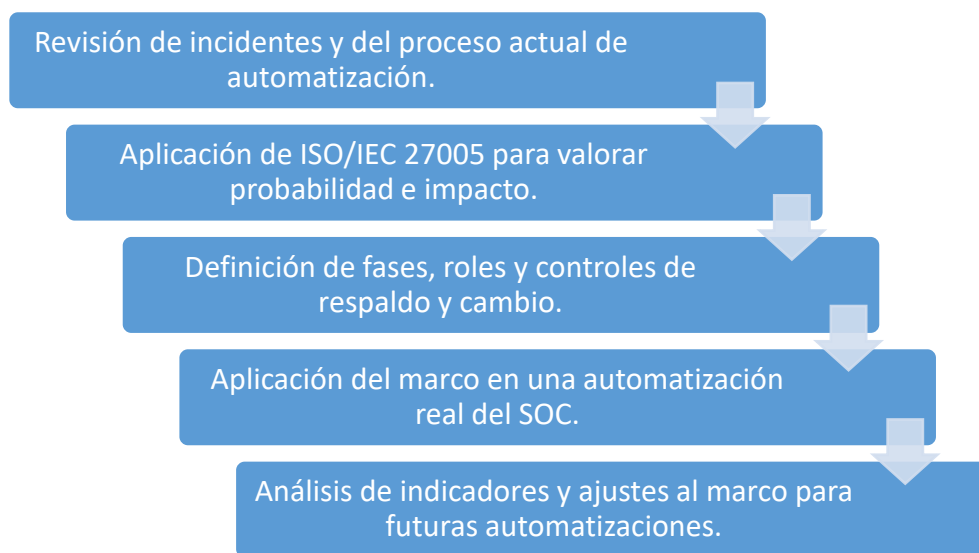 Revisión de incidentes y del proceso actual de
automatización.
Aplicación de ISO/IEC 27005 para valorar
probabilidad e impacto.
Definición de fases, roles y controles de
respaldo y cambio.
Aplicación del marco en una automatización
real del SOC.
Análisis de indicadores y ajustes al marco para
futuras automatizaciones.